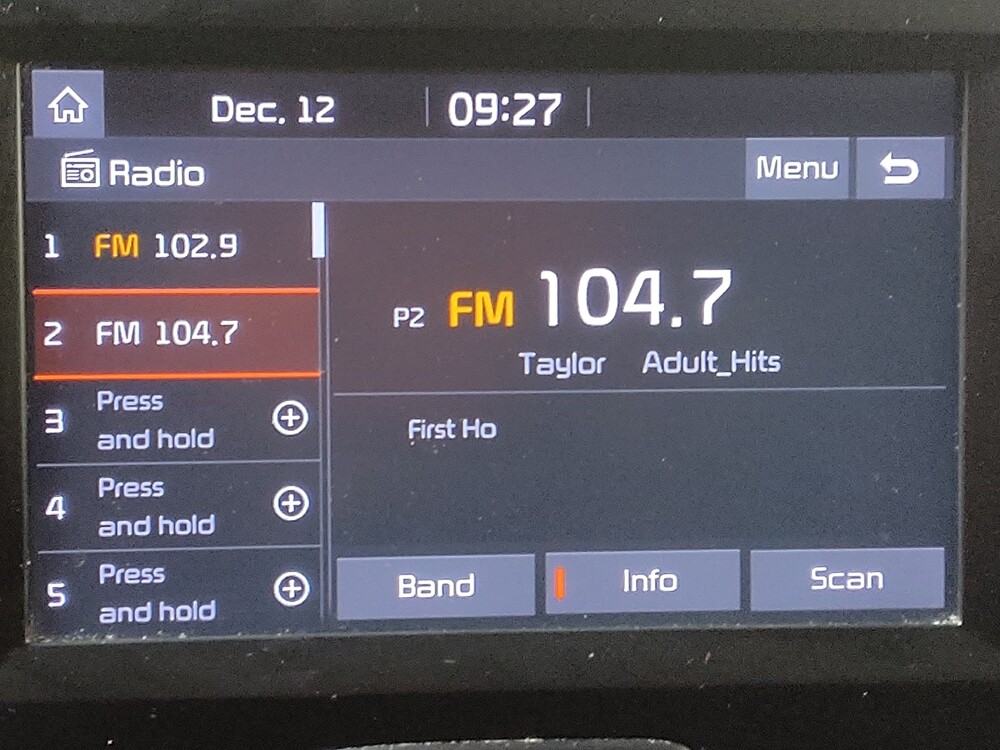 Dec. 12 09:27
Radio Menu
1 FM 102.9
2 FM 104.7
3 Press
and hold
4 Press
and hold
5 Press
and hold
P2 FM 104.7
Taylor Adult_Hits
First Ho
Band Info Scan